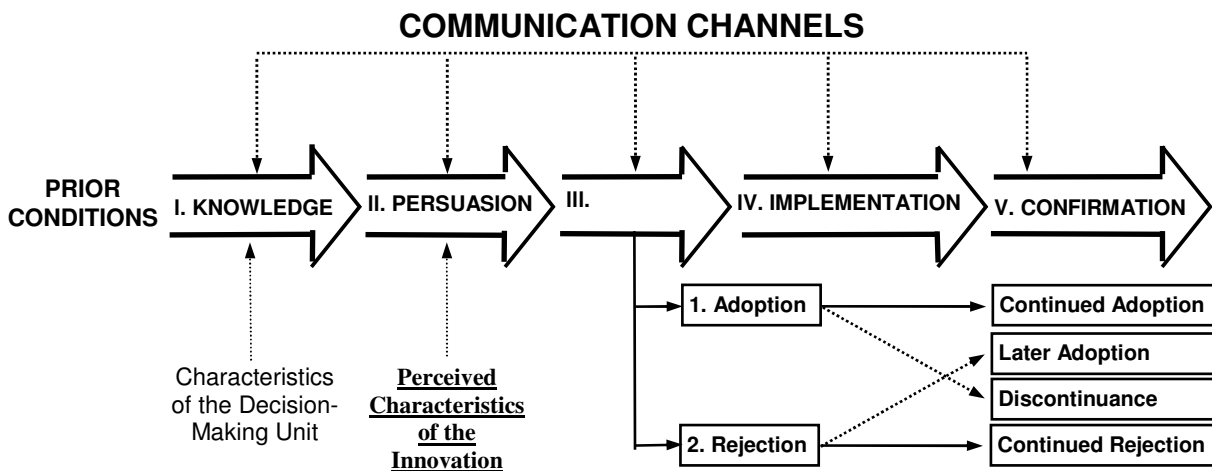 COMMUNICATION CHANNELS
PRIOR
CONDITIONS
I. KNOWLEDGE
II. PERSUASION
III.
IV. IMPLEMENTATION
V. CONFIRMATION
1. Adoption
Continued Adoption
Later Adoption
Discontinuance
2. Rejection
Continued Rejection
Characteristics
of the Decision-
Making Unit
Perceived
Characteristics
of the
Innovation